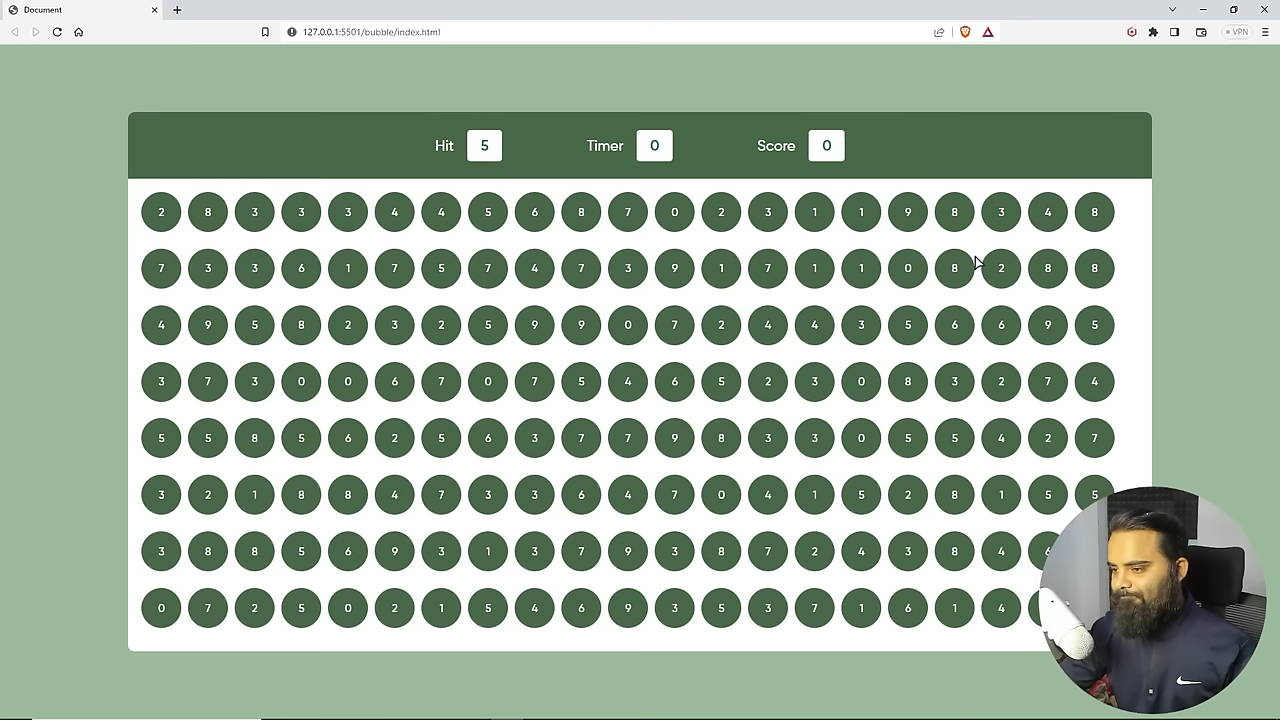 Document
127.0.0.1:5501/bubble/index.html
VPN
Hit 5 Timer 0 Score 0
2 8 3 3 3 4 4 5 6 8 7 0 2 3 1 1 9 8 3 4 8
7 3 3 6 1 7 5 7 4 7 3 9 1 7 1 1 0 8 2 8 8
4 9 5 8 2 3 2 5 9 9 0 7 2 4 4 3 5 6 6 9 5
3 7 3 0 0 6 7 0 7 5 4 6 5 2 3 0 8 3 2 7 4
5 5 8 5 6 2 5 6 3 7 7 9 8 3 3 0 5 5 4 2 7
3 2 1 8 8 4 7 3 3 6 4 7 0 4 1 5 2 8 1 5 5
3 8 8 5 6 9 3 1 3 7 9 3 8 7 2 4 3 8 4
0 7 2 5 0 2 1 5 4 6 9 3 5 3 7 1 6 1 4